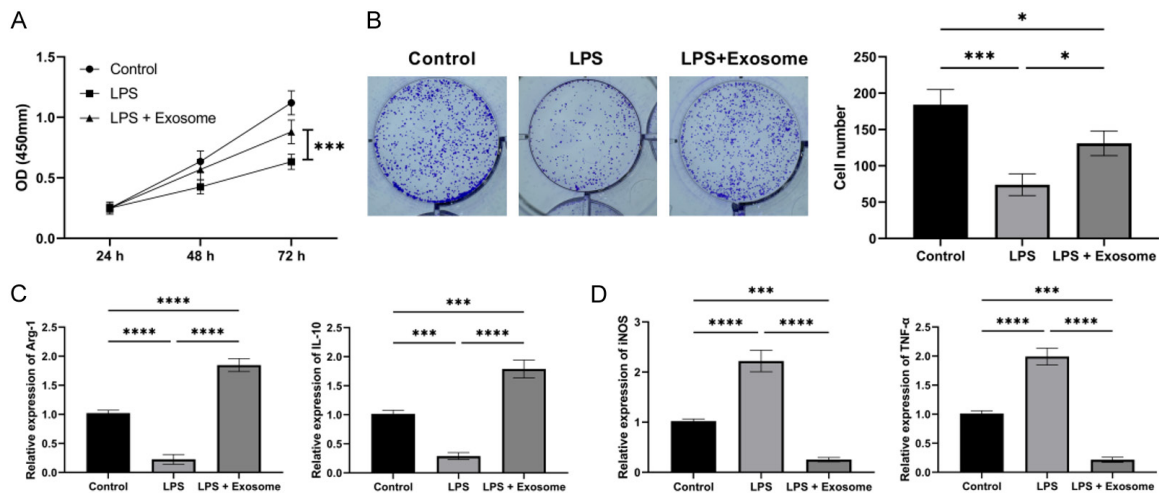 A
OD (450mm)
1.5
1.0
0.5
0.0
Control
LPS
LPS + Exosome
***
24 h
48 h
72 h
B
Control
LPS
LPS+Exosome
Cell number
250
200
150
100
50
0
*
***
*
Control
LPS
LPS + Exosome
C
Relative expression of Arg-1
2.5
2.0
1.5
1.0
0.5
0.0
****
****
****
Control
LPS
LPS + Exosome
Relative expression of IL-10
2.5
2.0
1.5
1.0
0.5
0.0
***
***
****
Control
LPS
LPS + Exosome
D
Relative expression of iNOS
3
2
1
0
***
****
****
Control
LPS
LPS + Exosome
Relative expression of TNF-α
2.5
2.0
1.5
1.0
0.5
0.0
***
****
****
Control
LPS
LPS + Exosome